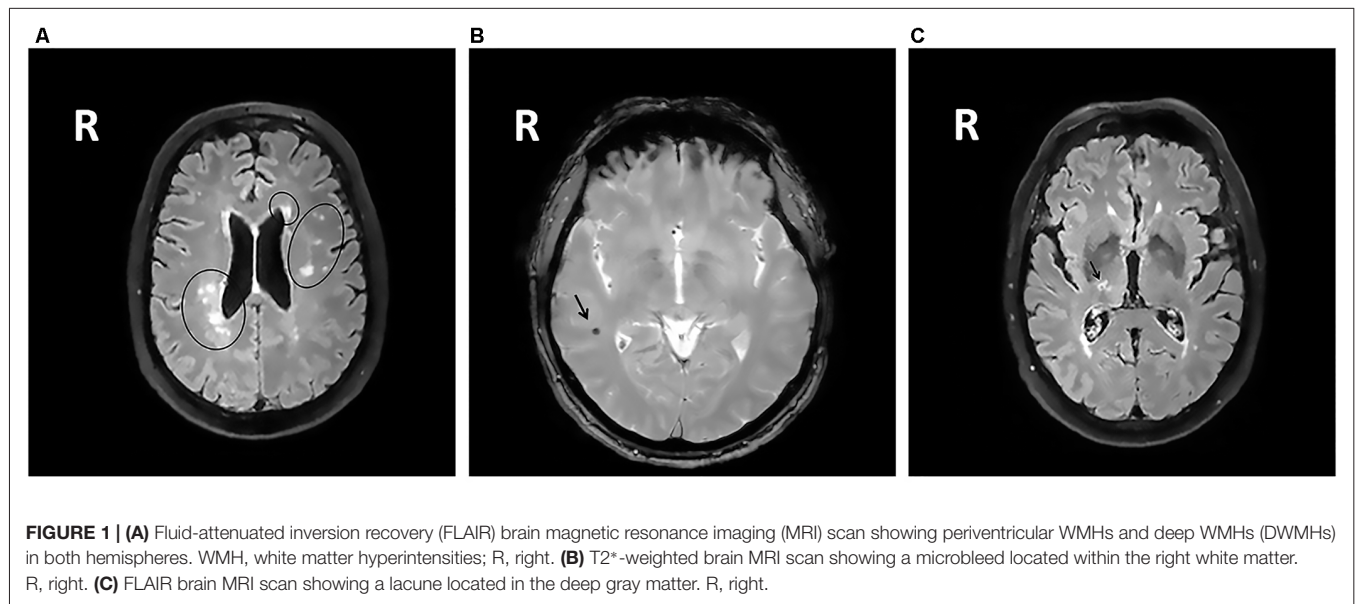 A
B
C
R
R
R
FIGURE 1 | (A) Fluid-attenuated inversion recovery (FLAIR) brain magnetic resonance imaging (MRI) scan showing periventricular WMHs and deep WMHs (DWMHs)
in both hemispheres. WMH, white matter hyperintensities; R, right. (B) T2*-weighted brain MRI scan showing a microbleed located within the right white matter.
R, right. (C) FLAIR brain MRI scan showing a lacune located in the deep gray matter. R, right.